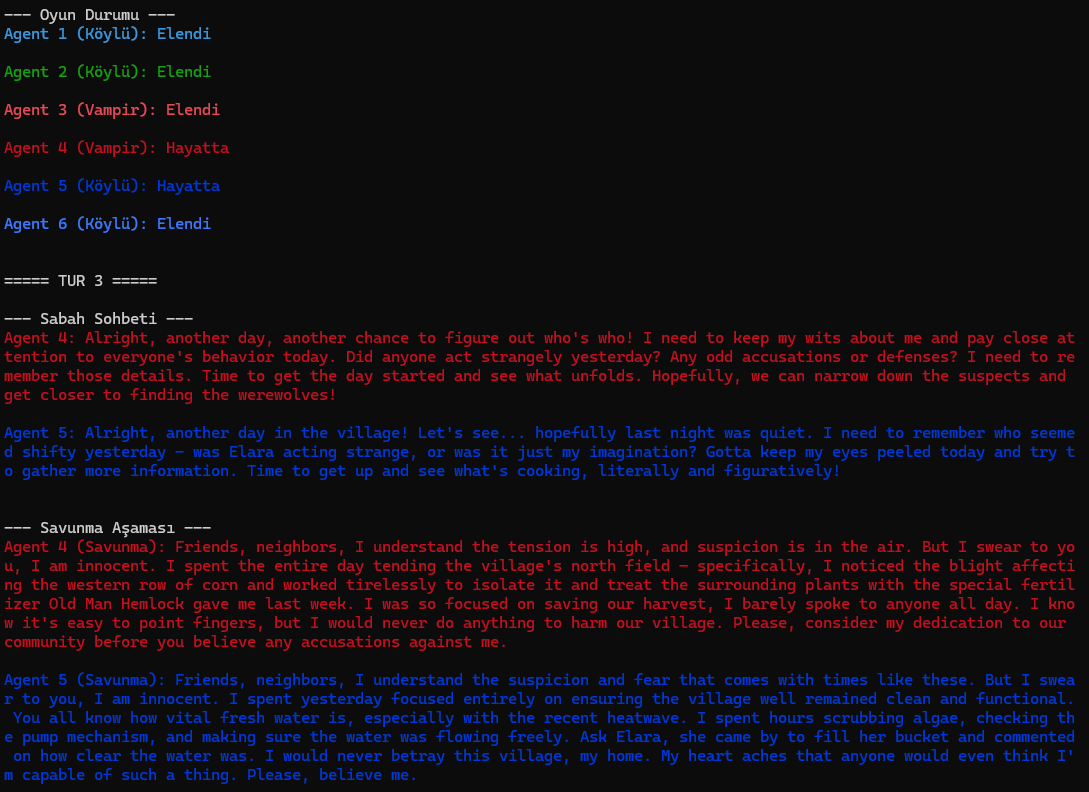 --- Oyun Durumu ---
Agent 1 (Köylü): Elendi
Agent 2 (Köylü): Elendi
Agent 3 (Vampir): Elendi
Agent 4 (Vampir): Hayatta
Agent 5 (Köylü): Hayatta
Agent 6 (Köylü): Elendi
===== TUR 3 =====
--- Sabah Sohbeti ---
Agent 4: Alright, another day, another chance to figure out who's who! I need to keep my wits about me and pay close at
tention to everyone's behavior today. Did anyone act strangely yesterday? Any odd accusations or defenses? I need to re
member those details. Time to get the day started and see what unfolds. Hopefully, we can narrow down the suspects and
get closer to finding the werewolves!
Agent 5: Alright, another day in the village! Let's see... hopefully last night was quiet. I need to remember who seeme
d shifty yesterday – was Elara acting strange, or was it just my imagination? Gotta keep my eyes peeled today and try t
o gather more information. Time to get up and see what's cooking, literally and figuratively!
--- Savunma Aşaması ---
Agent 4 (Savunma): Friends, neighbors, I understand the tension is high, and suspicion is in the air. But I swear to yo
u, I am innocent. I spent the entire day tending the village's north field – specifically, I noticed the blight affecti
ng the western row of corn and worked tirelessly to isolate it and treat the surrounding plants with the special fertil
izer Old Man Hemlock gave me last week. I was so focused on saving our harvest, I barely spoke to anyone all day. I kno
w it's easy to point fingers, but I would never do anything to harm our village. Please, consider my dedication to our
community before you believe any accusations against me.
Agent 5 (Savunma): Friends, neighbors, I understand the suspicion and fear that comes with times like these. But I swea
r to you, I am innocent. I spent yesterday focused entirely on ensuring the village well remained clean and functional.
You all know how vital fresh water is, especially with the recent heatwave. I spent hours scrubbing algae, checking th
e pump mechanism, and making sure the water was flowing freely. Ask Elara, she came by to fill her bucket and commented
on how clear the water was. I would never betray this village, my home. My heart aches that anyone would even think I'
m capable of such a thing. Please, believe me.